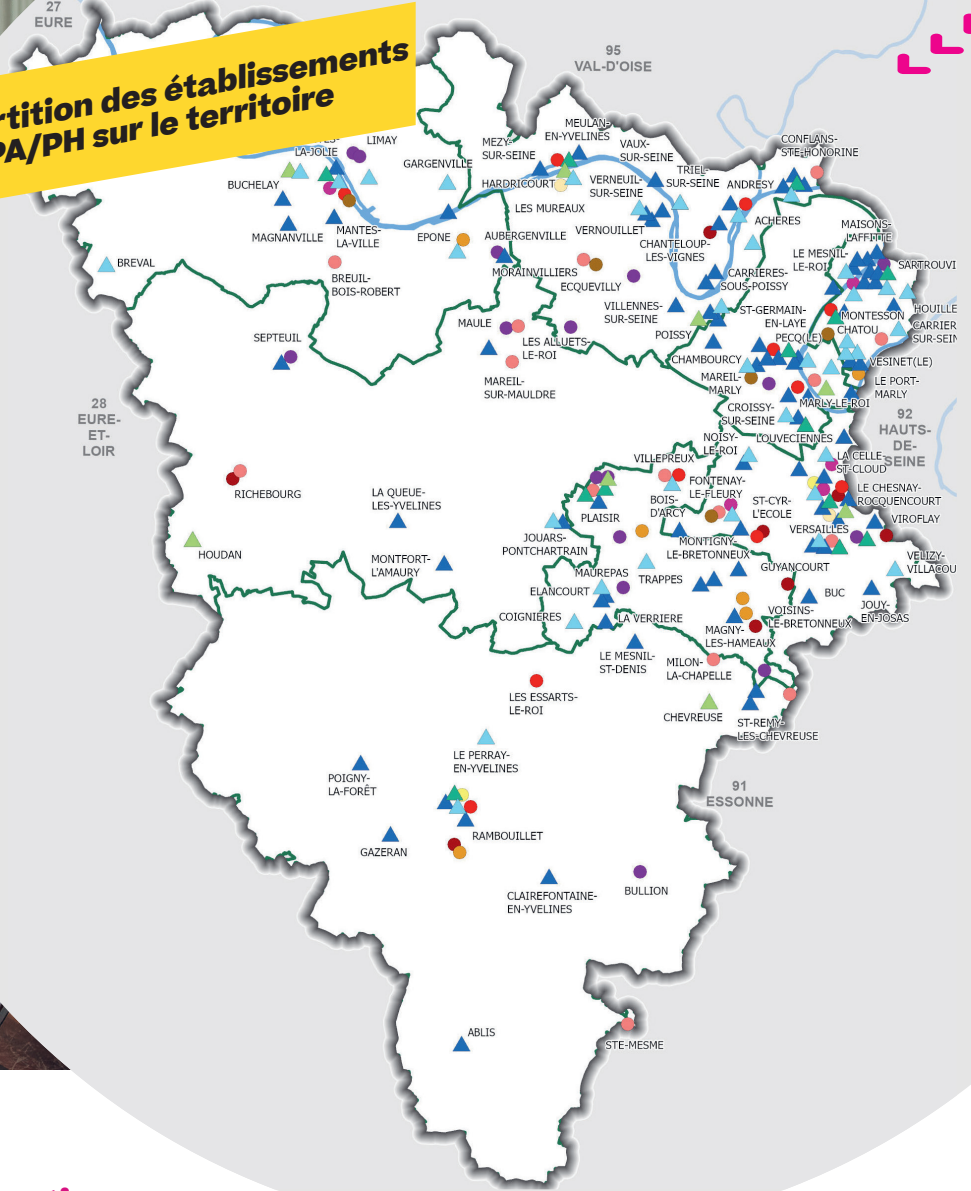 27
EURE
rtition des établissements
PA/PH sur le territoire
95
VAL-D'OISE
LA-JOLIE
LIMAY
BUCHELAY
GARGENVILLE
MEZY-
SUR-SEINE
MEULAN-
EN-YVELINES
HARDRICOURT
VAUX-
SUR-SEINE
VERNEUIL-
SUR-SEINE
TRIEL-
SUR-SEINE
ANDRESY
CONFLANS-
STE-HONORINE
LES MUREAUX
VERNOUILLET
ACHERES
MAGNANVILLE
MANTES-
LA-VILLE
EPONE
AUBERGENVILLE
CHANTELOUP-
LES-VIGNES
MAISONS-
LAFFITTE
LE MESNIL-
LE-ROI
SARTROUVI
BREVAL
BREUIL-
BOIS-ROBERT
MORAINVILLIERS
ECQUEVILLY
CARRIERES-
SOUS-POISSY
VILLENNES-
SUR-SEINE
ST-GERMAIN-
EN-LAYE
MONTESSON
HOUILLE
SEPTEUIL
MAULE
LES ALLUETS-
LE-ROI
POISSY
PECQ(LE)
CHATOU
CARRIER
SUR-SEIN
CHAMBOURCY
VESINET(LE)
MAREIL-
SUR-MAULDRE
MAREIL-
MARLY
MARLY-LE-ROI
LE PORT-
MARLY
28
EURE-
ET-
LOIR
CROISSY-
SUR-SEINE
92
HAUTS-
DE-
SEINE
NOISY-
LE-ROI
LOUVECIENNES
LA CELLE-
ST-CLOUD
VILLEPREUX
FONTENAY-
LE-FLEURY
LE CHESNAY-
ROCQUENCOURT
RICHEBOURG
LA QUEUE-
LES-YVELINES
PLAISIR
BOIS-
D'ARCY
ST-CYR-
L'ECOLE
VERSAILLES
VIROFLAY
HOUDAN
JOUARS-
PONTCHARTRAIN
MONTIGNY-
LE-BRETONNEUX
MONTFORT-
L'AMAURY
MAUREPAS
TRAPPES
GUYANCOURT
VELIZY-
VILLACOU
ELANCOURT
BUC
JOUY-
EN-JOSAS
COIGNIERES
LA VERRIERE
VOISINS-
LE-BRETONNEUX
MAGNY-
LES-HAMEAUX
LE MESNIL-
ST-DENIS
MILON-
LA-CHAPELLE
LES ESSARTS-
LE-ROI
CHEVREUSE
ST-REMY-
LES-CHEVREUSE
LE PERRAY-
EN-YVELINES
POIGNY-
LA-FORÊT
91
ESSONNE
RAMBOUILLET
GAZERAN
CLAIREFONTAINE-
EN-YVELINES
BULLION
ABLIS
STE-MESME